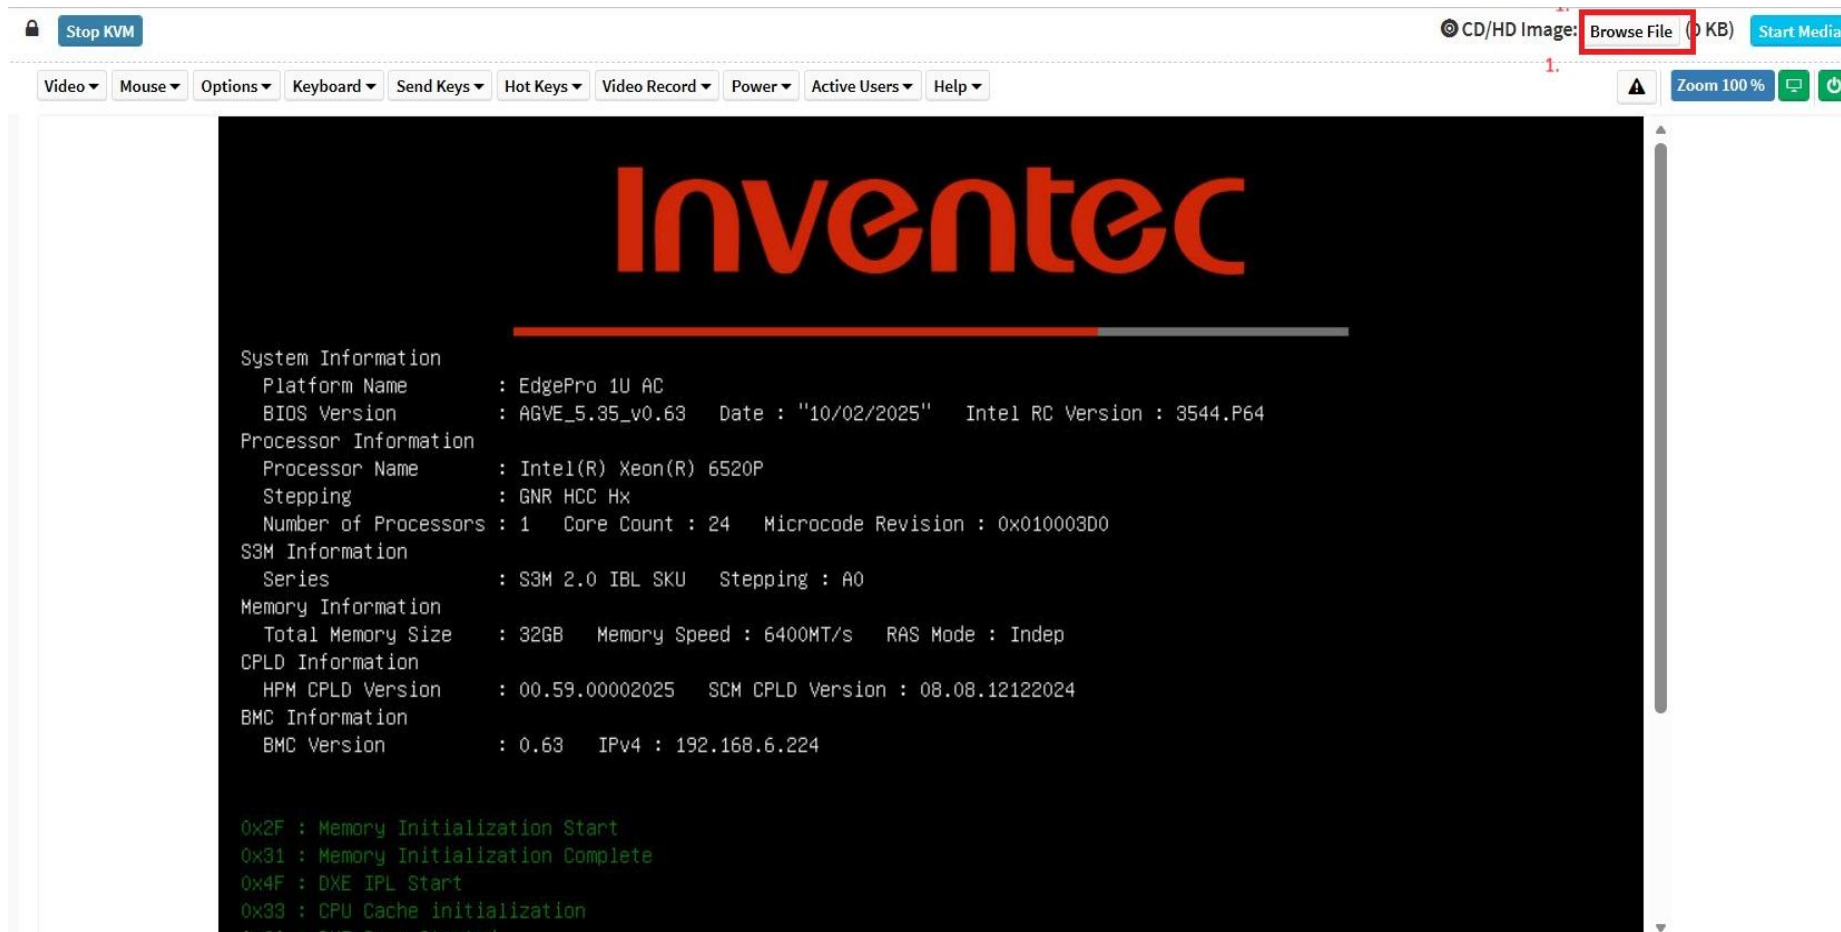 1.
Stop KVM
CD/HD Image: Browse File (0 KB) Start Media
1.
Video Mouse Options Keyboard Send Keys Hot Keys Video Record Power Active Users Help
Zoom 100 %
Inventec
System Information
Platform Name : EdgePro 1U AC
BIOS Version : AGVE_5.35_v0.63 Date : "10/02/2025" Intel RC Version : 3544.P64
Processor Information
Processor Name : Intel(R) Xeon(R) 6520P
Stepping : GNR HCC Hx
Number of Processors : 1 Core Count : 24 Microcode Revision : 0x010003D0
S3M Information
Series : S3M 2.0 IBL SKU Stepping : A0
Memory Information
Total Memory Size : 32GB Memory Speed : 6400MT/s RAS Mode : Indep
CPLD Information
HPM CPLD Version : 00.59.00002025 SCM CPLD Version : 08.08.12122024
BMC Information
BMC Version : 0.63 IPv4 : 192.168.6.224
0x2F : Memory Initialization Start
0x31 : Memory Initialization Complete
0x4F : DXE IPL Start
0x33 : CPU Cache initialization